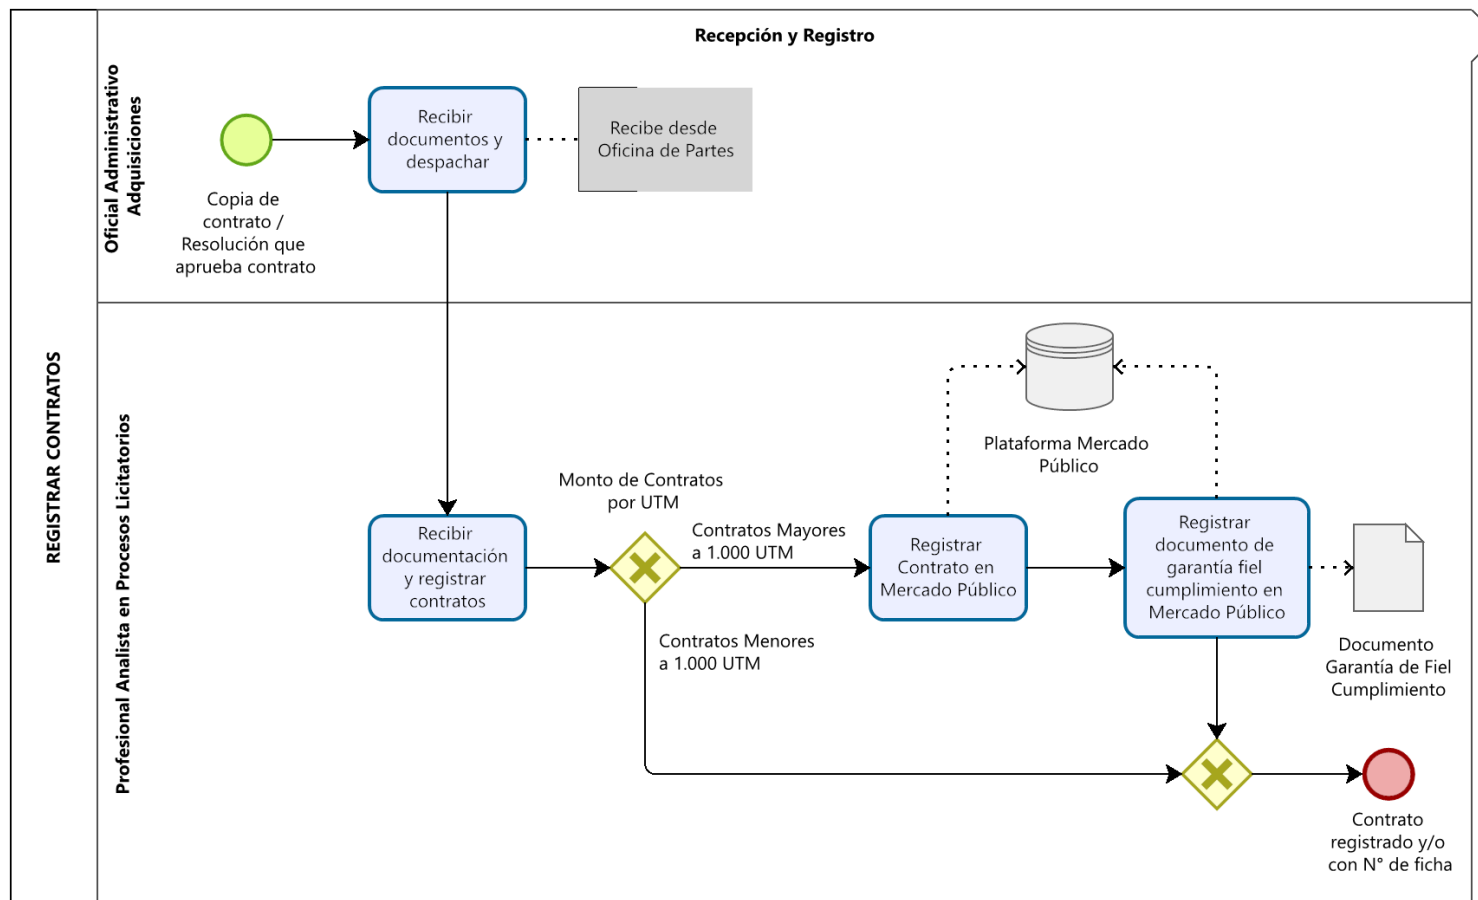 Recepción y Registro
REGISTRAR CONTRATOS
Oficial Administrativo
Adquisiciones
Copia de
contrato /
Resolución que
aprueba contrato
Recibir
documentos y
despachar
Recibe desde
Oficina de Partes
Profesional Analista en Procesos Licitatorios
Recibir
documentación
y registrar
contratos
Monto de Contratos
por UTM
Contratos Mayores
a 1.000 UTM
Contratos Menores
a 1.000 UTM
Registrar
Contrato en
Mercado Público
Plataforma Mercado
Público
Registrar
documento de
garantía fiel
cumplimiento en
Mercado Público
Documento
Garantía de Fiel
Cumplimiento
Contrato
registrado y/o
con N° de ficha